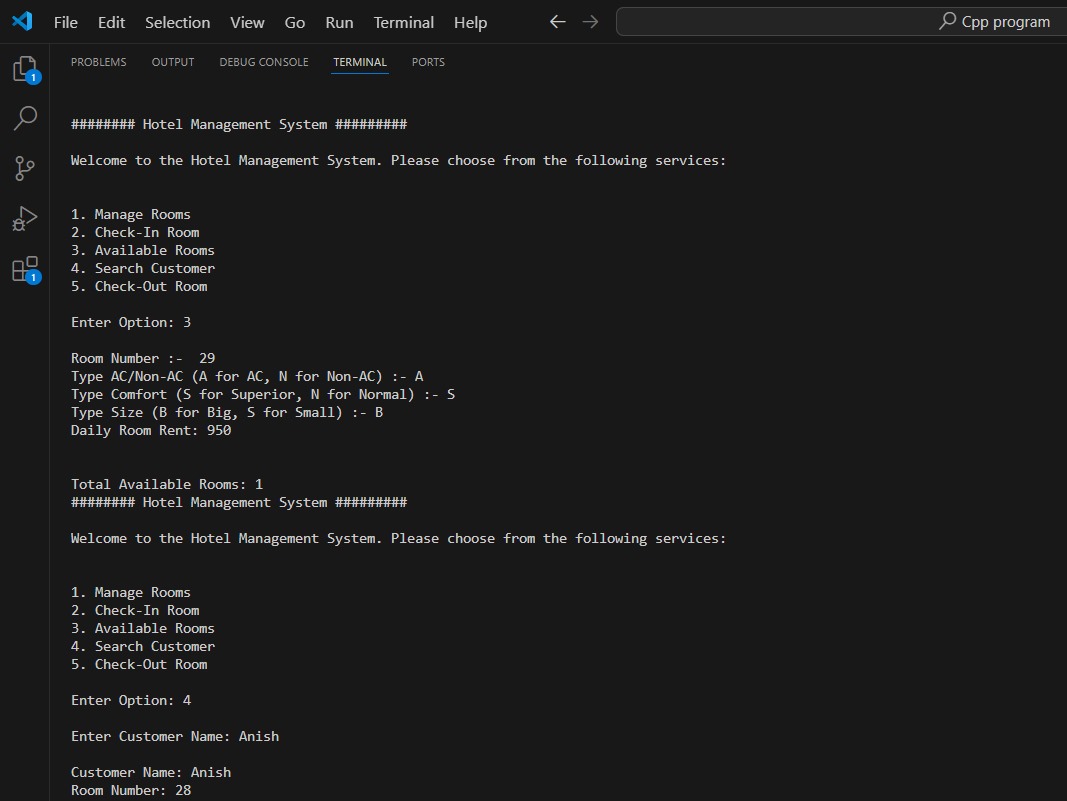 File Edit Selection View Go Run Terminal Help
Cpp program
PROBLEMS OUTPUT DEBUG CONSOLE TERMINAL PORTS
1
1
######## Hotel Management System #########
Welcome to the Hotel Management System. Please choose from the following services:
1. Manage Rooms
2. Check-In Room
3. Available Rooms
4. Search Customer
5. Check-Out Room
Enter Option: 3
Room Number :-  29
Type AC/Non-AC (A for AC, N for Non-AC) :- A
Type Comfort (S for Superior, N for Normal) :- S
Type Size (B for Big, S for Small) :- B
Daily Room Rent: 950
Total Available Rooms: 1
######## Hotel Management System #########
Welcome to the Hotel Management System. Please choose from the following services:
1. Manage Rooms
2. Check-In Room
3. Available Rooms
4. Search Customer
5. Check-Out Room
Enter Option: 4
Enter Customer Name: Anish
Customer Name: Anish
Room Number: 28